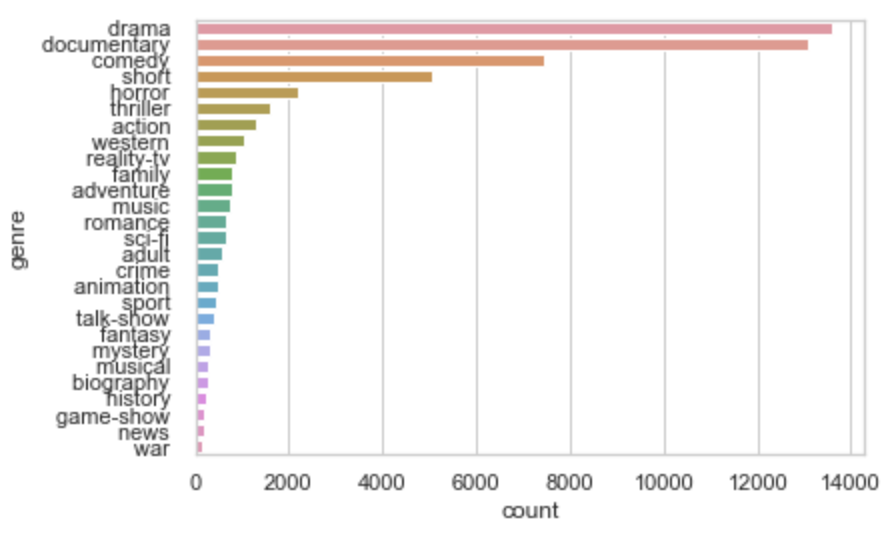 drama
documentary
comedy
short
horror
thriller
action
western
reality-tv
family
adventure
music
romance
sci-fi
adult
crime
animation
sport
talk-show
fantasy
mystery
musical
biography
history
game-show
news
war
genre
0 2000 4000 6000 8000 10000 12000 14000
count